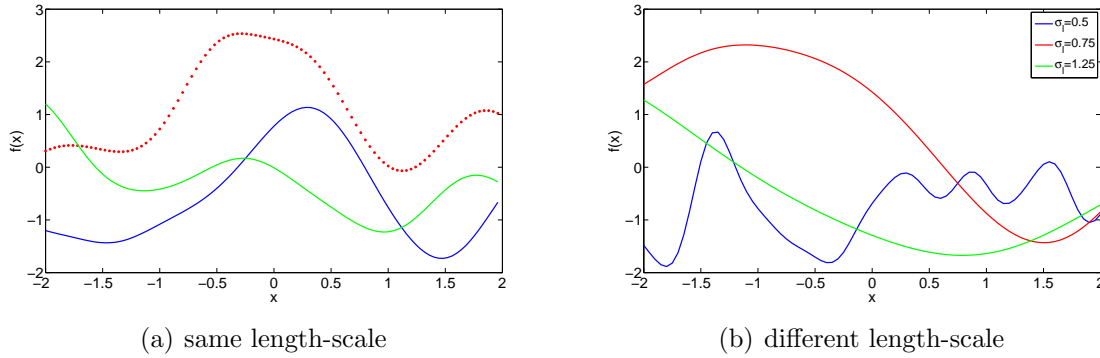 3
2
1
0
−1
−2
−2 −1.5 −1 −0.5 0 0.5 1 1.5 2
x
f(x)
(a) same length-scale
3
2
1
0
−1
−2
−2 −1.5 −1 −0.5 0 0.5 1 1.5 2
x
f(x)
σl=0.5
σl=0.75
σl=1.25
(b) different length-scale